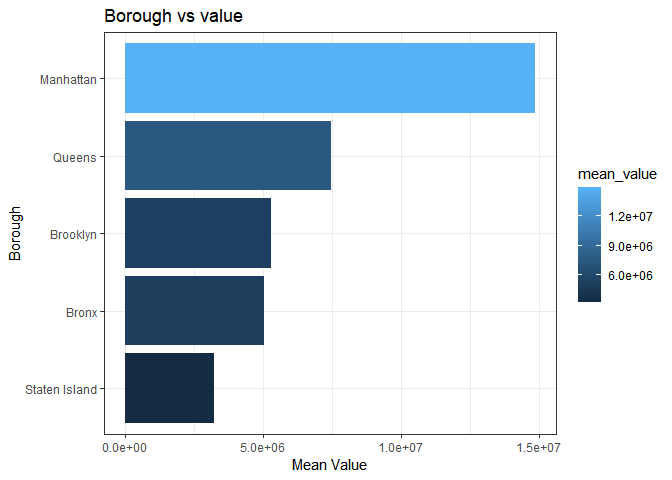 Borough vs value
Manhattan
Queens
Brooklyn
Bronx
Staten Island
Borough
0.0e+00
5.0e+06
1.0e+07
1.5e+07
Mean Value
mean_value
1.2e+07
9.0e+06
6.0e+06